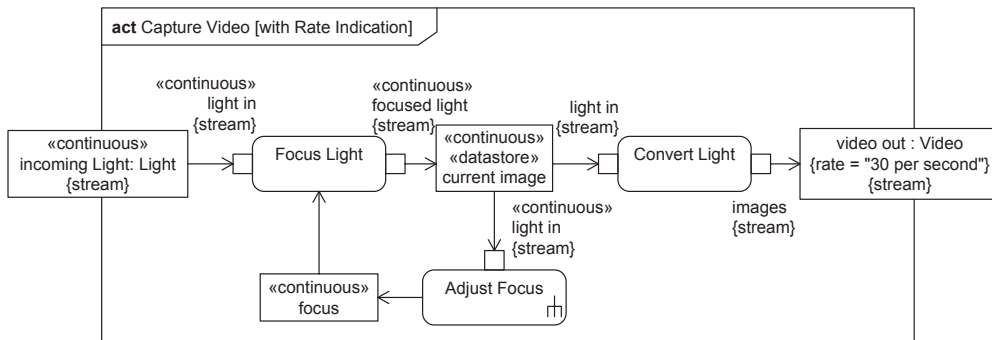 act Capture Video [with Rate Indication]
«continuous»
light in
{stream}
«continuous»
focused light
{stream}
light in
{stream}
«continuous»
incoming Light: Light
{stream}
Focus Light
«continuous»
«datastore»
current image
Convert Light
video out : Video
{rate = "30 per second"}
{stream}
«continuous»
light in
{stream}
images
{stream}
«continuous»
focus
Adjust Focus